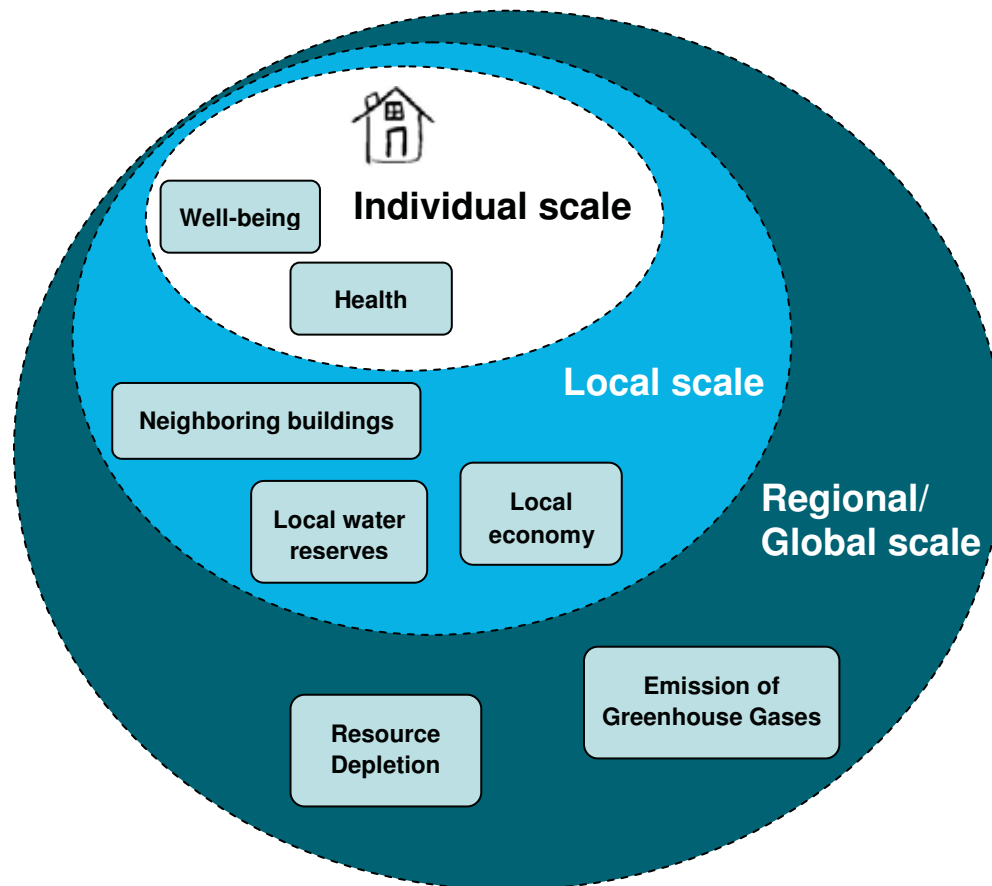 Individual scale
Well-being
Health
Local scale
Neighboring buildings
Local water
reserves
Local
economy
Regional/
Global scale
Emission of
Greenhouse Gases
Resource
Depletion